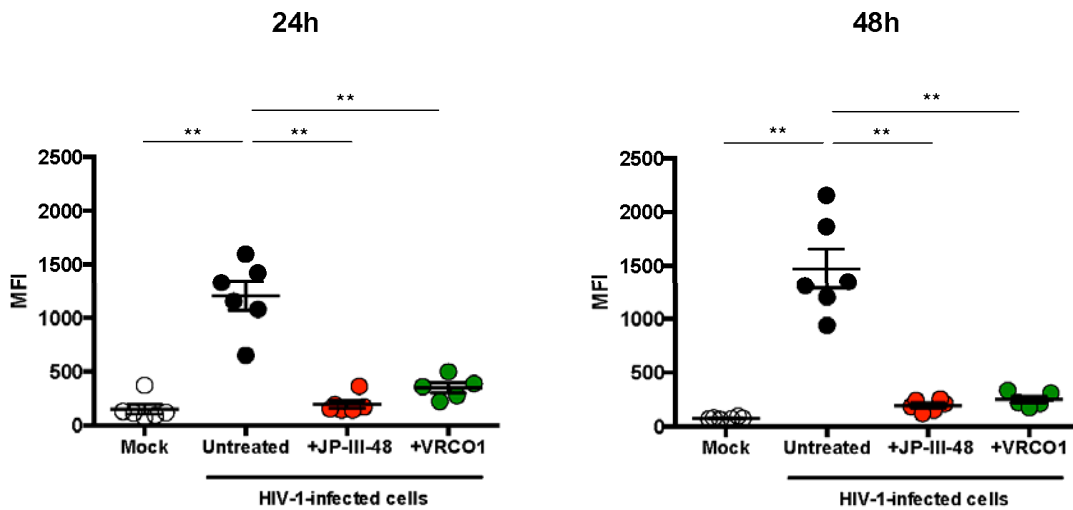 24h
48h
**
** **
2500
2000
1500
1000
500
0
MFI
Mock Untreated +JP-III-48 +VRCO1
HIV-1-infected cells
**
** **
2500
2000
1500
1000
500
0
MFI
Mock Untreated +JP-III-48 +VRCO1
HIV-1-infected cells